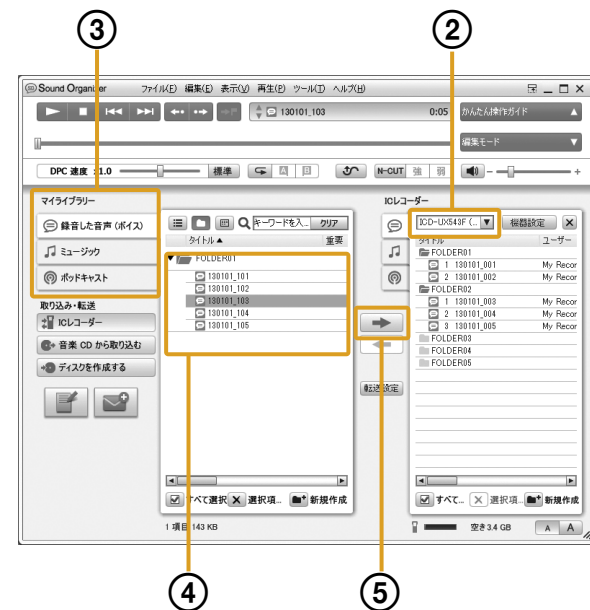 ③
②
Sound Organizer ファイル(F) 編集(E) 表示(V) 再生(P) ツール(T) ヘルプ(H)
130101_103 0:05 かんたん操作ガイド
編集モード
DPC 速度 :1.0 標準 A B N-CUT 強 弱 - +
マイライブラリー
録音した音声 (ボイス)
ミュージック
ポッドキャスト
取り込み・転送
ICレコーダー
音楽 CD から取り込む
ディスクを作成する
キーワードを入... クリア
タイトル 重要
FOLDER01
130101_101
130101_102
130101_103
130101_104
130101_105
すべて選択 選択項... 新規作成
1 項目 143 KB
転送設定
ICレコーダー
ICD-UX543F (... 機器設定
タイトル ユーザー
FOLDER01
1 130101_001 My Recor
2 130101_002 My Recor
FOLDER02
1 130101_003 My Recor
2 130101_004 My Recor
3 130101_005 My Recor
FOLDER03
FOLDER04
FOLDER05
すべて... 選択項... 新規作成
空き3.4 GB A A
④
⑤